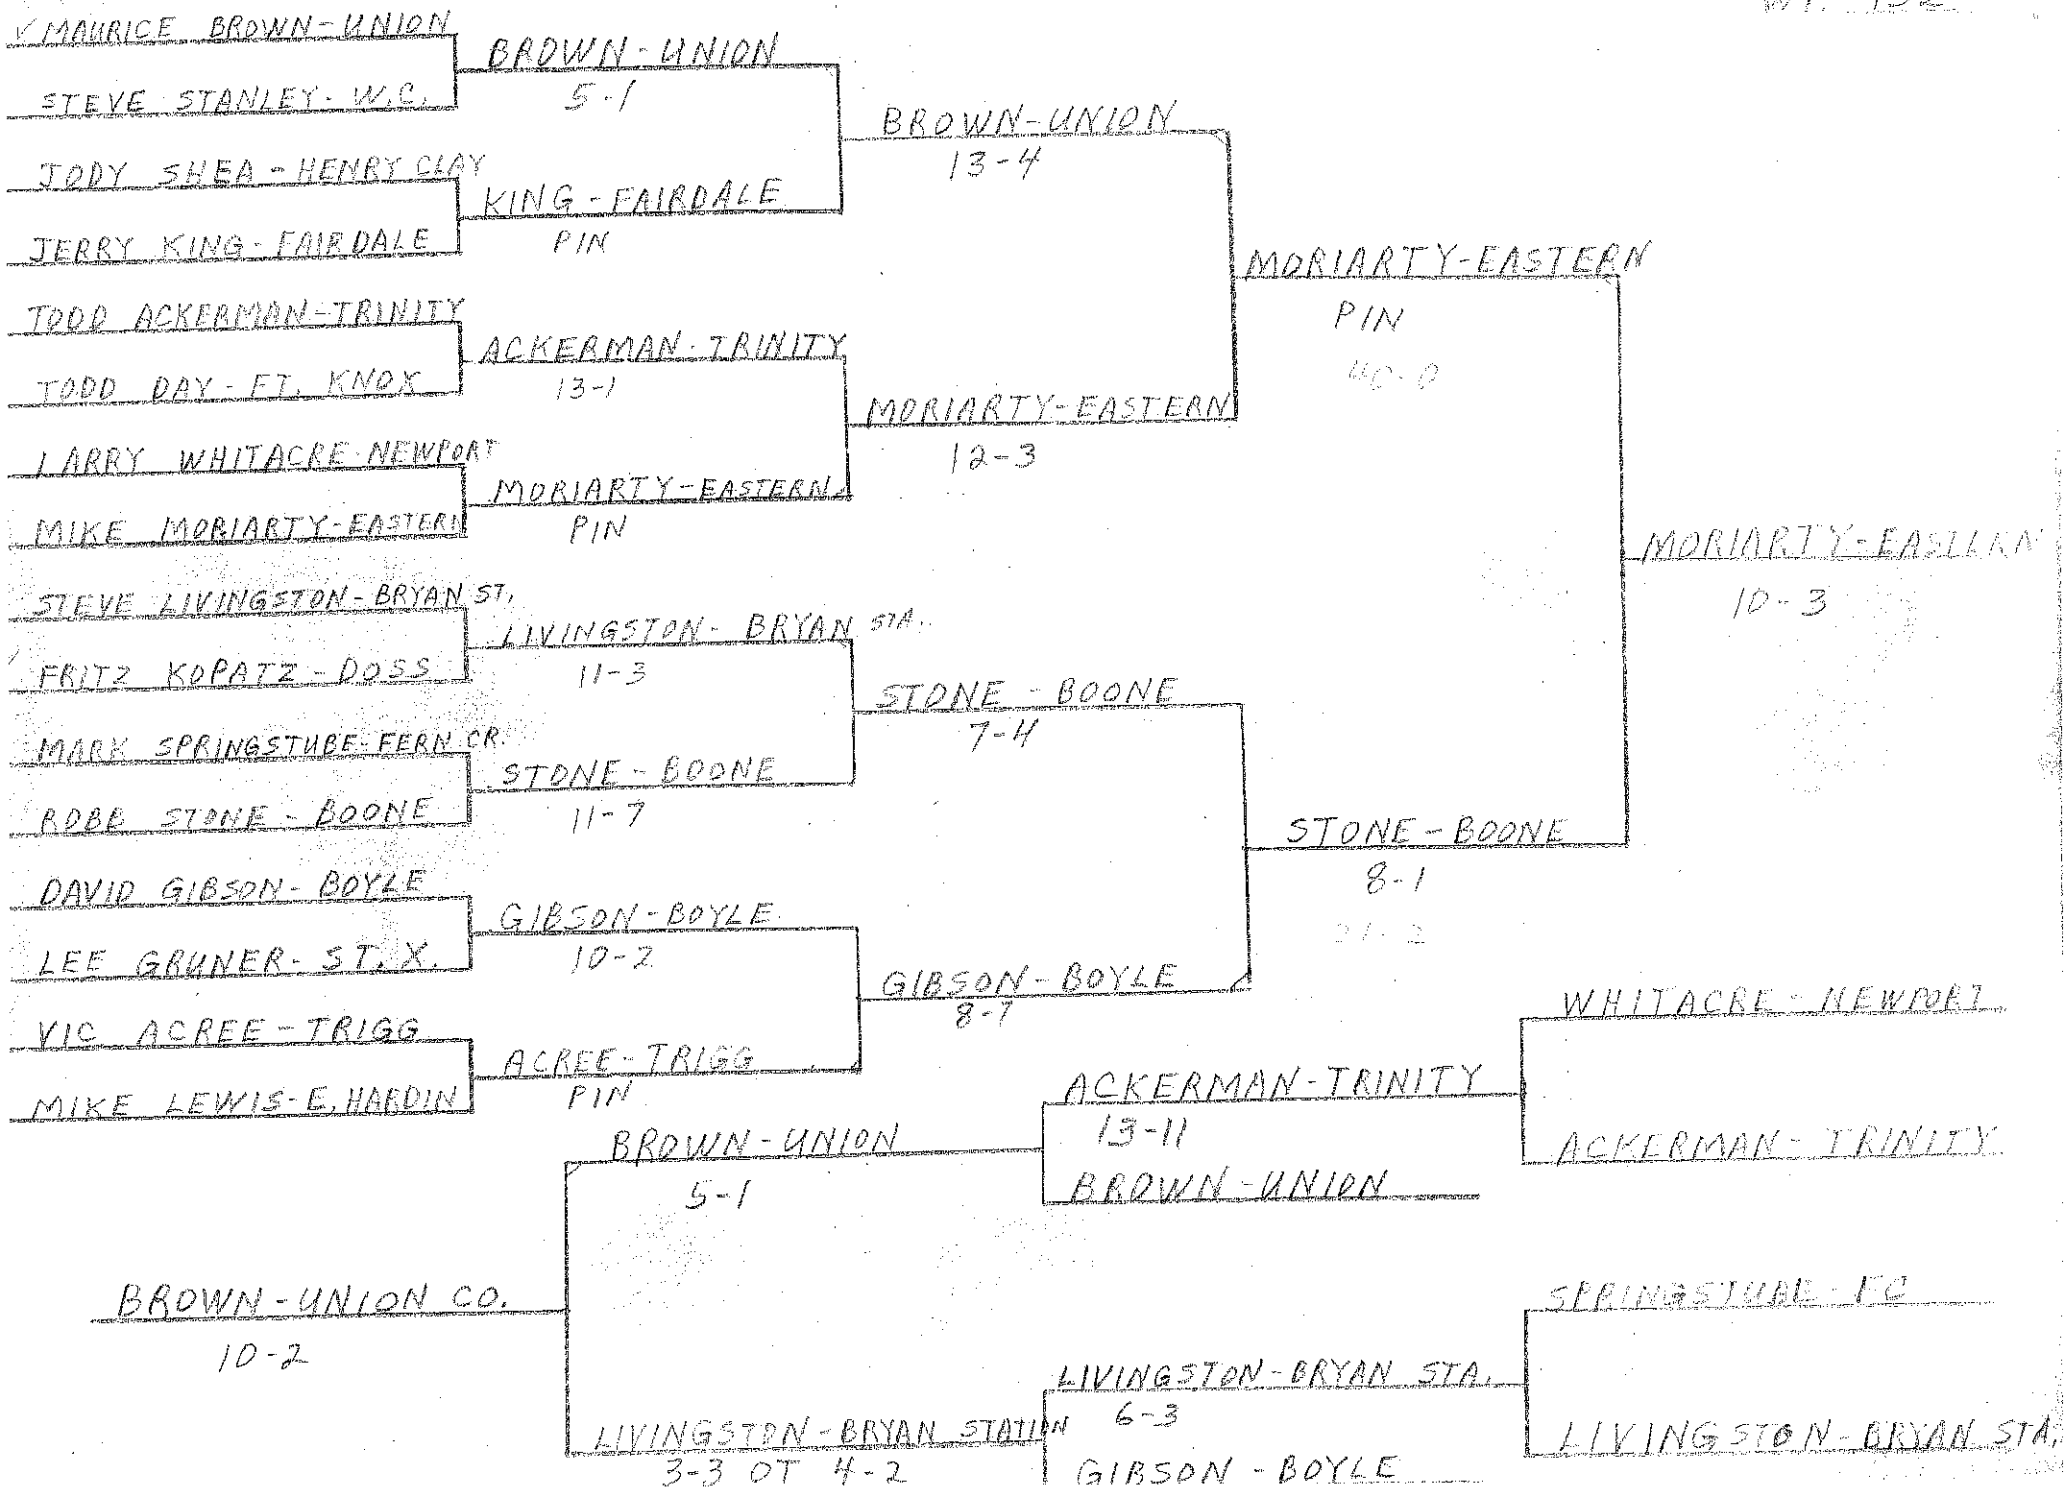 MAURICE BROWN-UNION
STEVE STANLEY-W.C.
JODY SHEA-HENRY CLAY
JERRY KING-FAIRDALE
TODD ACKERMAN-TRINITY
TODD DAY-FT. KNOX
LARRY WHITACRE-NEWPORT
MIKE MORIARTY-EASTERN
STEVE LIVINGSTON-BRYAN ST.
FRITZ KOPATZ-DOSS
MARK SPRINGSTUBE-FERN CR.
ROBB STONE-BOONE
DAVID GIBSON-BOYLE
LEE GRUNER-ST. X.
VIC ACREE-TRIGG
MIKE LEWIS-E. HARDIN
BROWN-UNION
5-1
KING-FAIRDALE
PIN
ACKERMAN-TRINITY
13-1
MORIARTY-EASTERN
PIN
LIVINGSTON-BRYAN STA.
11-3
STONE-BOONE
11-7
GIBSON-BOYLE
10-2
ACREE-TRIGG
PIN
BROWN-UNION
13-4
MORIARTY-EASTERN
12-3
STONE-BOONE
7-4
GIBSON-BOYLE
8-7
MORIARTY-EASTERN
PIN
STONE-BOONE
8-1
MORIARTY-EASTERN
10-3
WHITACRE-NEWPORT
ACKERMAN-TRINITY
SPRINGSTUBE-FC
LIVINGSTON-BRYAN STA.
ACKERMAN-TRINITY
13-11
BROWN-UNION
LIVINGSTON-BRYAN STA.
6-3
GIBSON-BOYLE
BROWN-UNION
5-1
LIVINGSTON-BRYAN STATION
3-3 OT 4-2
BROWN-UNION CO.
10-2